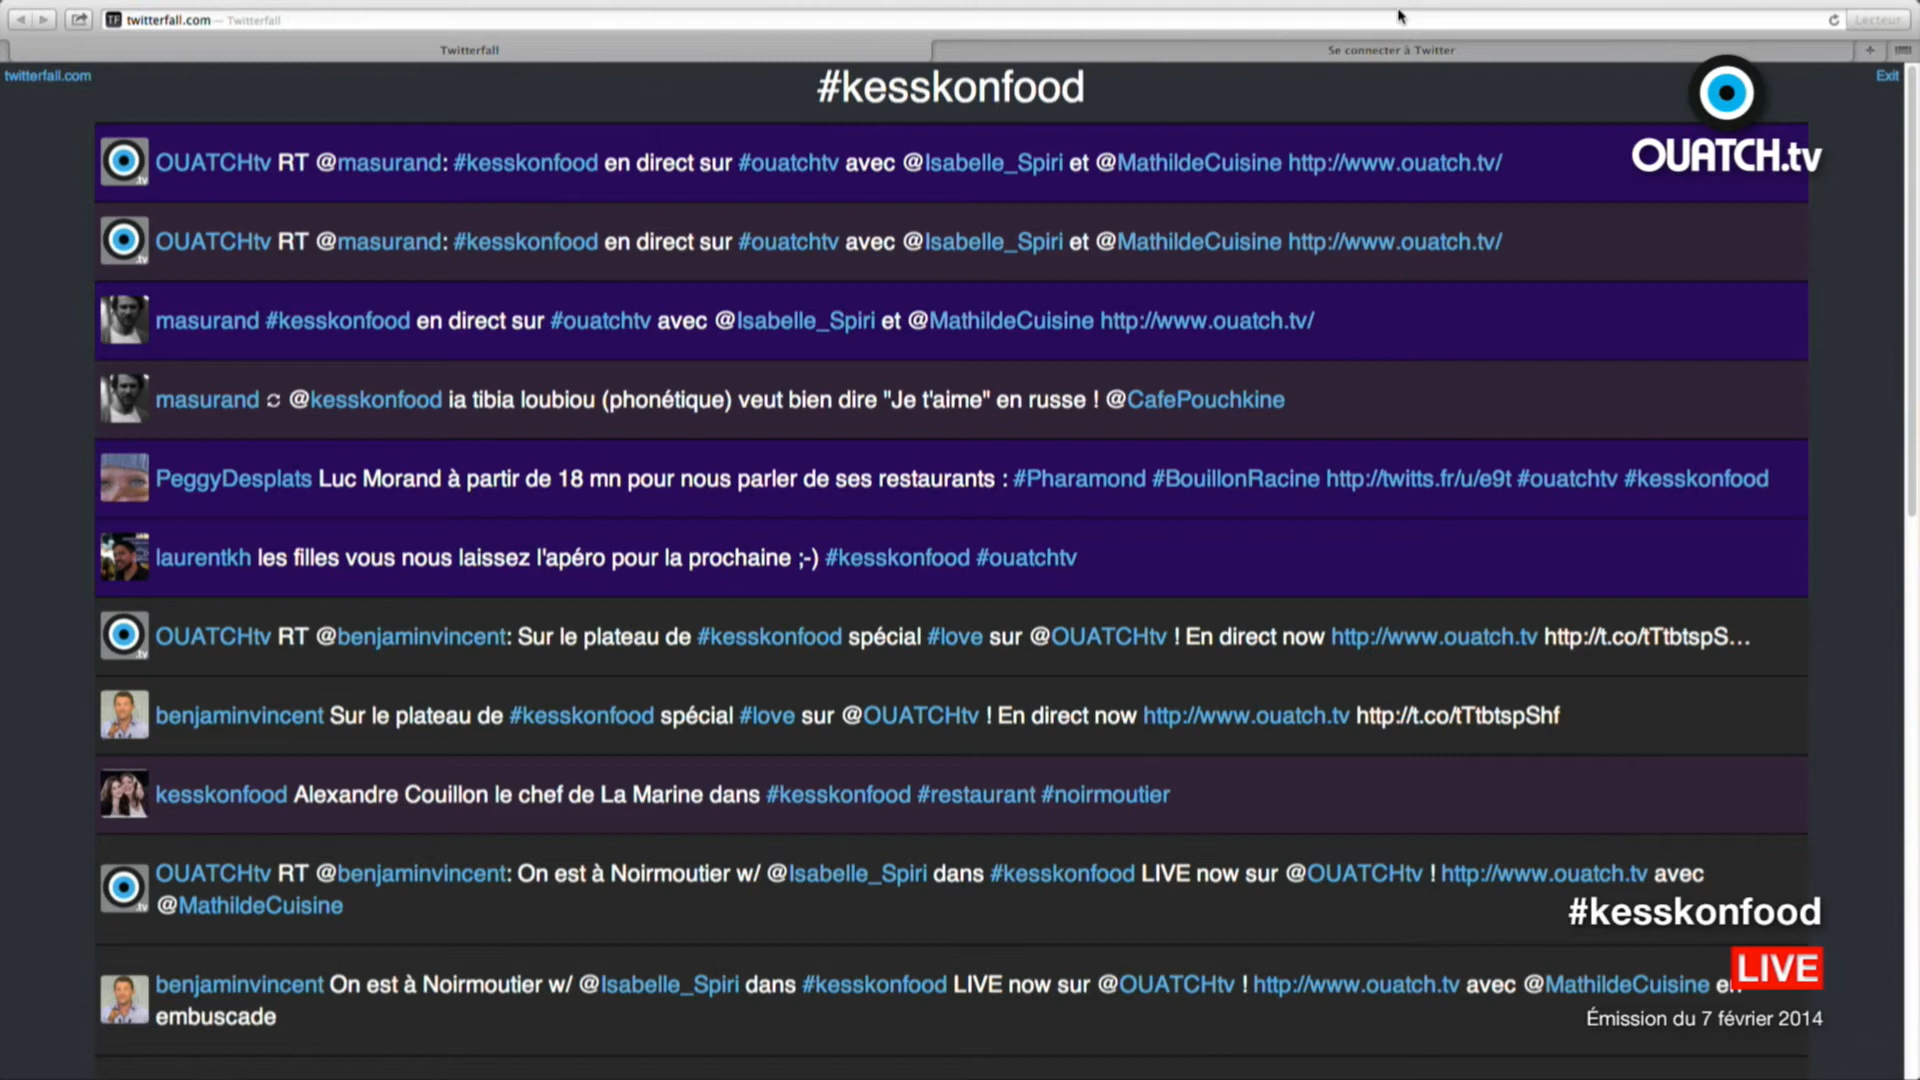 twitterfall.com — Twitterfall
Lecteur
Twitterfall
Se connecter à Twitter
twitterfall.com
#kesskonfood
Exit
OUATCH.tv
OUATCHtv RT @masurand: #kesskonfood en direct sur #ouatchtv avec @Isabelle_Spiri et @MathildeCuisine http://www.ouatch.tv/
OUATCHtv RT @masurand: #kesskonfood en direct sur #ouatchtv avec @Isabelle_Spiri et @MathildeCuisine http://www.ouatch.tv/
masurand #kesskonfood en direct sur #ouatchtv avec @Isabelle_Spiri et @MathildeCuisine http://www.ouatch.tv/
masurand @kesskonfood ia tibia loubiou (phonétique) veut bien dire "Je t'aime" en russe ! @CafePouchkine
PeggyDesplats Luc Morand à partir de 18 mn pour nous parler de ses restaurants : #Pharamond #BouillonRacine http://twitts.fr/u/e9t #ouatchtv #kesskonfood
laurentkh les filles vous nous laissez l'apéro pour la prochaine ;-) #kesskonfood #ouatchtv
OUATCHtv RT @benjaminvincent: Sur le plateau de #kesskonfood spécial #love sur @OUATCHtv ! En direct now http://www.ouatch.tv http://t.co/tTtbtspS…
benjaminvincent Sur le plateau de #kesskonfood spécial #love sur @OUATCHtv ! En direct now http://www.ouatch.tv http://t.co/tTtbtspShf
kesskonfood Alexandre Couillon le chef de La Marine dans #kesskonfood #restaurant #noirmoutier
OUATCHtv RT @benjaminvincent: On est à Noirmoutier w/ @Isabelle_Spiri dans #kesskonfood LIVE now sur @OUATCHtv ! http://www.ouatch.tv avec
@MathildeCuisine
#kesskonfood
LIVE
benjaminvincent On est à Noirmoutier w/ @Isabelle_Spiri dans #kesskonfood LIVE now sur @OUATCHtv ! http://www.ouatch.tv avec @MathildeCuisine en
embuscade
Émission du 7 février 2014